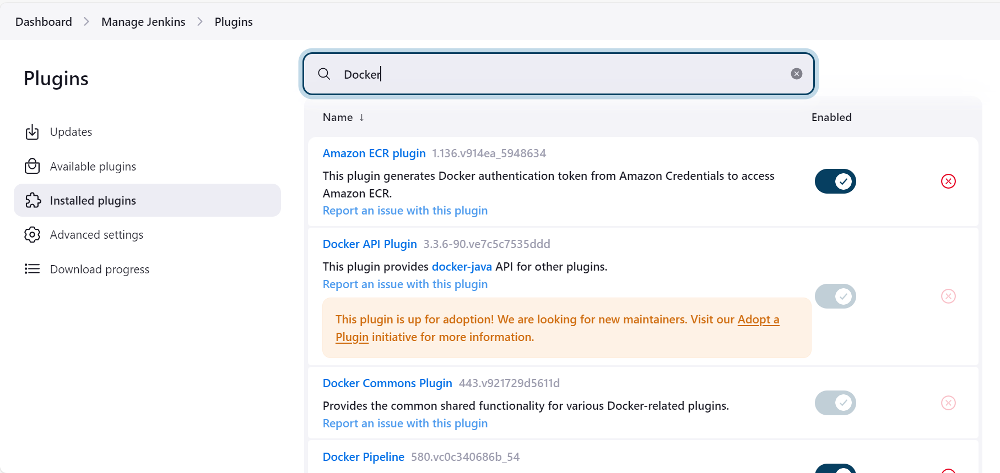 Dashboard > Manage Jenkins > Plugins
Plugins
Updates
Available plugins
Installed plugins
Advanced settings
Download progress
Docker
Name ↓ Enabled
Amazon ECR plugin 1.136.v914ea_5948634
This plugin generates Docker authentication token from Amazon Credentials to access
Amazon ECR.
Report an issue with this plugin
Docker API Plugin 3.3.6-90.ve7c5c7535ddd
This plugin provides docker-java API for other plugins.
Report an issue with this plugin
This plugin is up for adoption! We are looking for new maintainers. Visit our Adopt a
Plugin initiative for more information.
Docker Commons Plugin 443.v921729d5611d
Provides the common shared functionality for various Docker-related plugins.
Report an issue with this plugin
Docker Pipeline 580.vc0c340686b_54